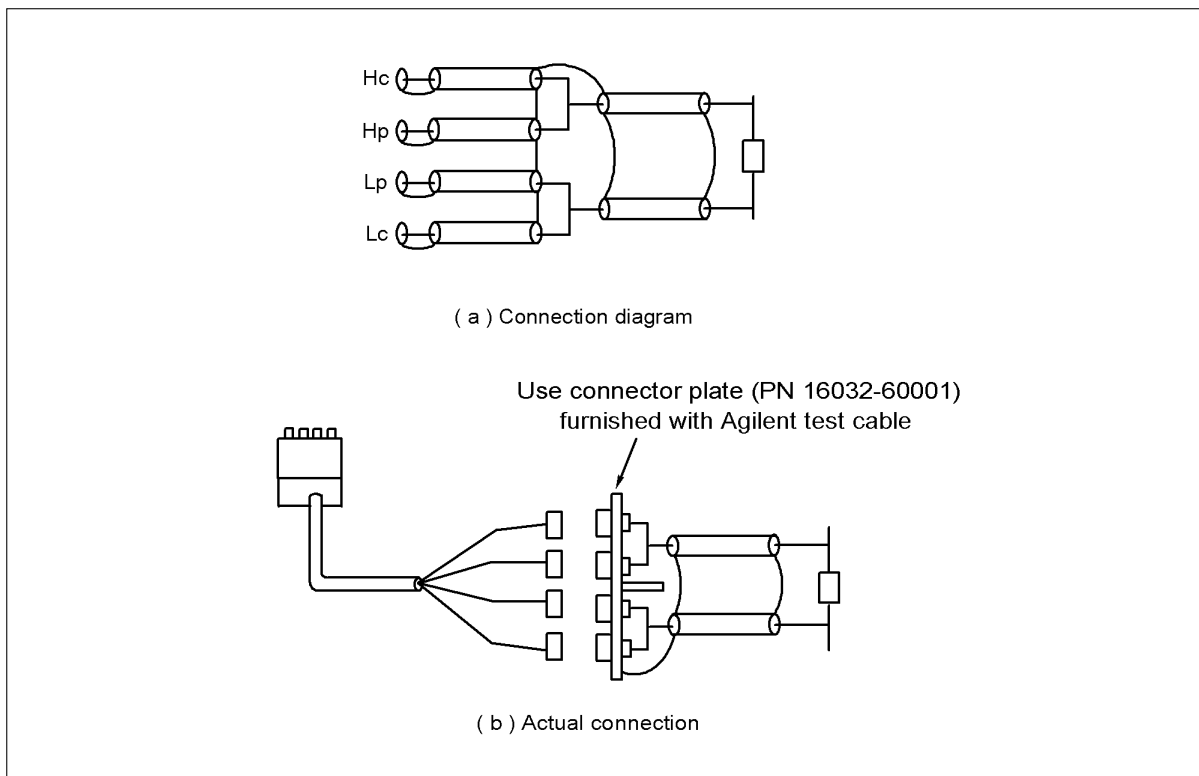 Hc
Hp
Lp
Lc
( a ) Connection diagram
Use connector plate (PN 16032-60001)
furnished with Agilent test cable
( b ) Actual connection